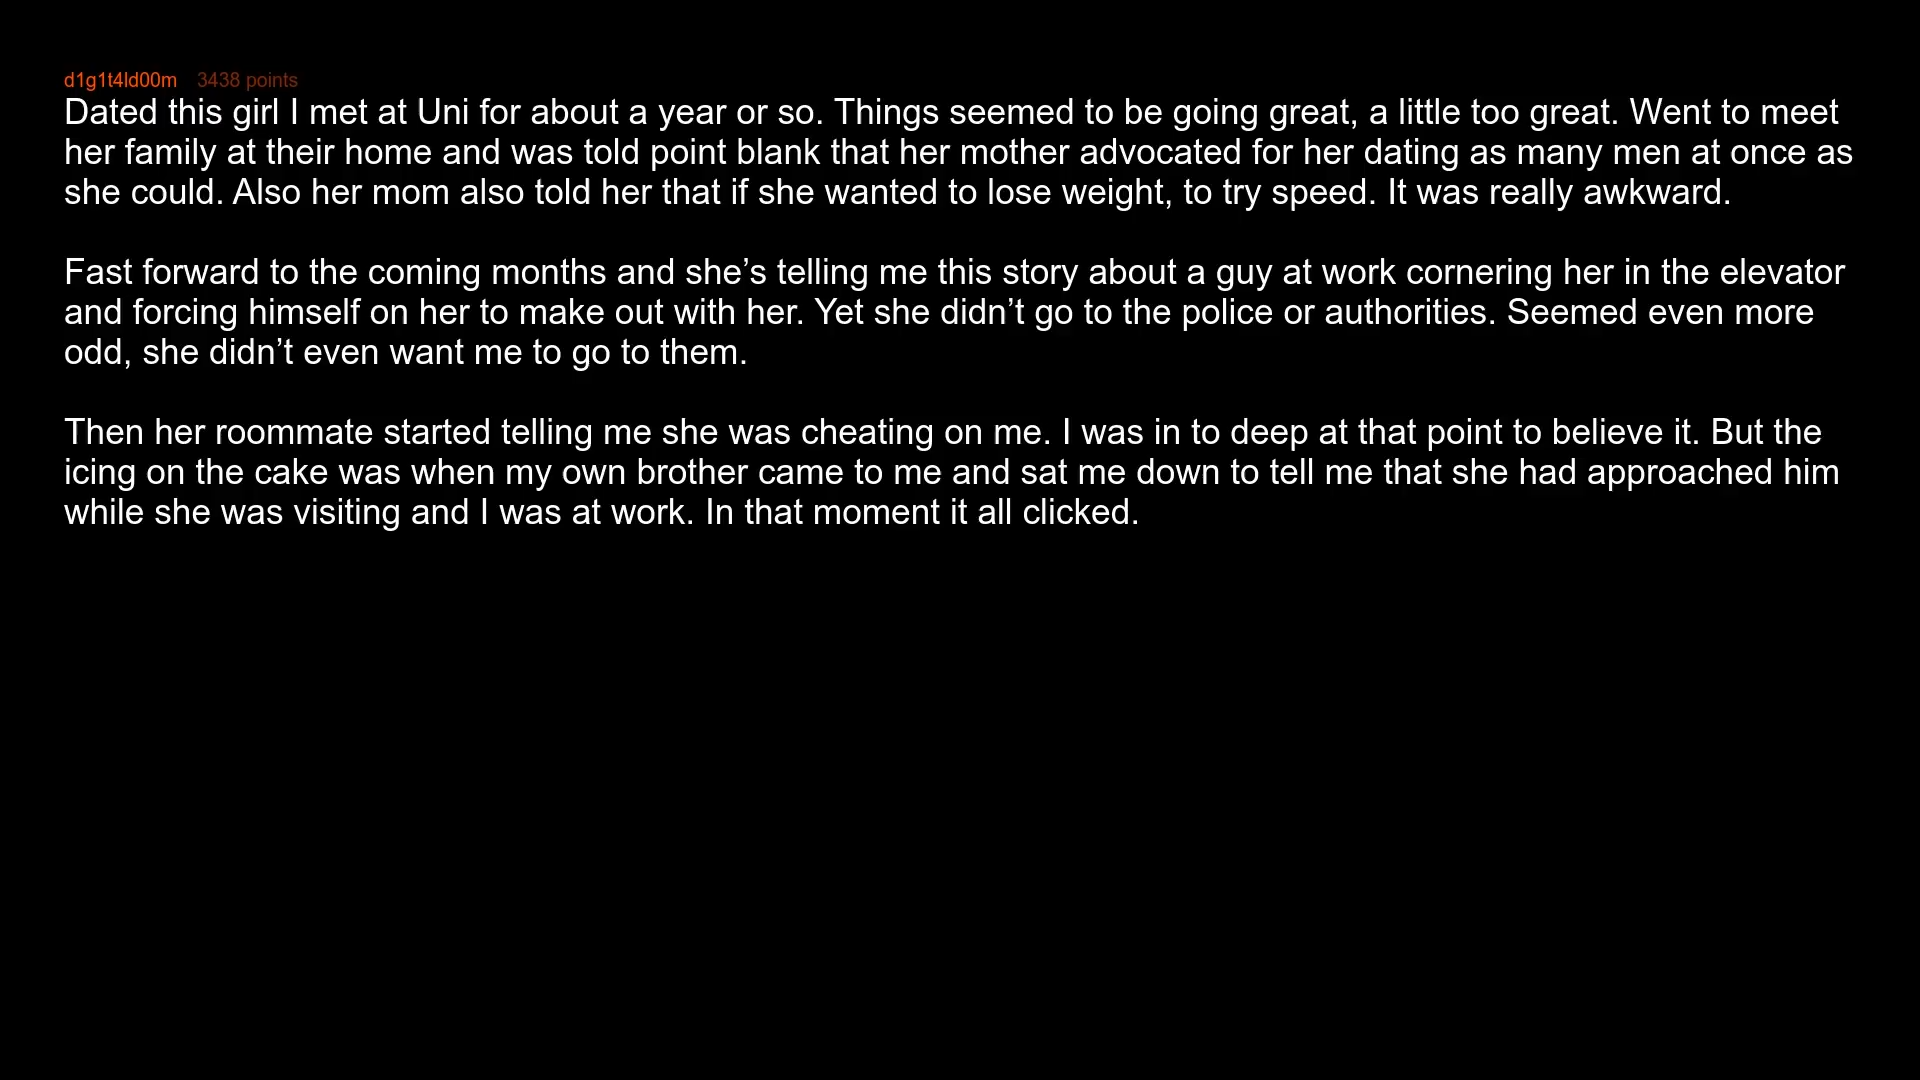 d1g1t4ld00m 3438 points
Dated this girl I met at Uni for about a year or so. Things seemed to be going great, a little too great. Went to meet
her family at their home and was told point blank that her mother advocated for her dating as many men at once as
she could. Also her mom also told her that if she wanted to lose weight, to try speed. It was really awkward.
Fast forward to the coming months and she’s telling me this story about a guy at work cornering her in the elevator
and forcing himself on her to make out with her. Yet she didn’t go to the police or authorities. Seemed even more
odd, she didn’t even want me to go to them.
Then her roommate started telling me she was cheating on me. I was in to deep at that point to believe it. But the
icing on the cake was when my own brother came to me and sat me down to tell me that she had approached him
while she was visiting and I was at work. In that moment it all clicked.